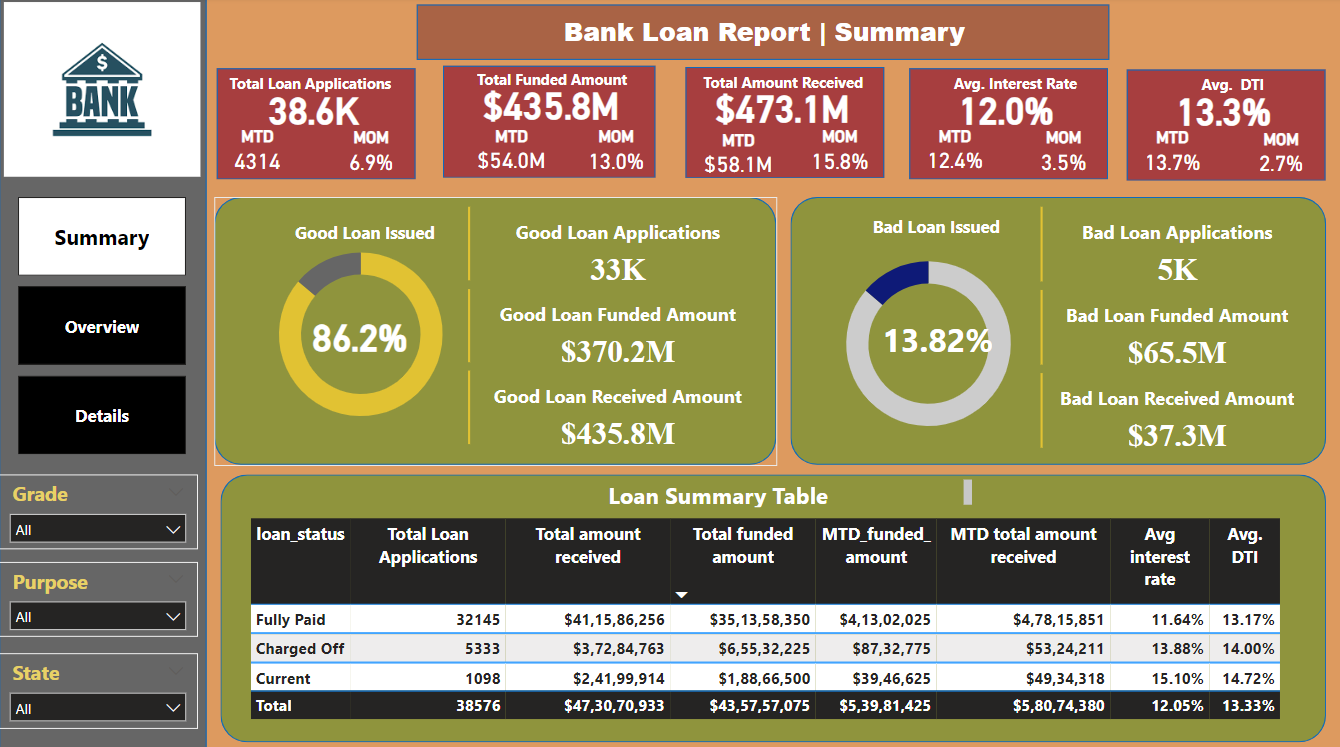 Bank Loan Report | Summary
$
BANK
Total Loan Applications
38.6K
MTD MOM
4314 6.9%
Total Funded Amount
$435.8M
MTD MOM
$54.0M 13.0%
Total Amount Received
$473.1M
MTD MOM
$58.1M 15.8%
Avg. Interest Rate
12.0%
MTD MOM
12.4% 3.5%
Avg. DTI
13.3%
MTD MOM
13.7% 2.7%
Summary
Overview
Details
Grade
All
Purpose
All
State
All
Good Loan Issued
86.2%
Good Loan Applications
33K
Good Loan Funded Amount
$370.2M
Good Loan Received Amount
$435.8M
Bad Loan Issued
13.82%
Bad Loan Applications
5K
Bad Loan Funded Amount
$65.5M
Bad Loan Received Amount
$37.3M
Loan Summary Table
loan_status Total Loan Applications Total amount received Total funded amount MTD_funded_amount MTD total amount received Avg interest rate Avg. DTI
Fully Paid 32145 $41,15,86,256 $35,13,58,350 $4,13,02,025 $4,78,15,851 11.64% 13.17%
Charged Off 5333 $3,72,84,763 $6,55,32,225 $87,32,775 $53,24,211 13.88% 14.00%
Current 1098 $2,41,99,914 $1,88,66,500 $39,46,625 $49,34,318 15.10% 14.72%
Total 38576 $47,30,70,933 $43,57,57,075 $5,39,81,425 $5,80,74,380 12.05% 13.33%